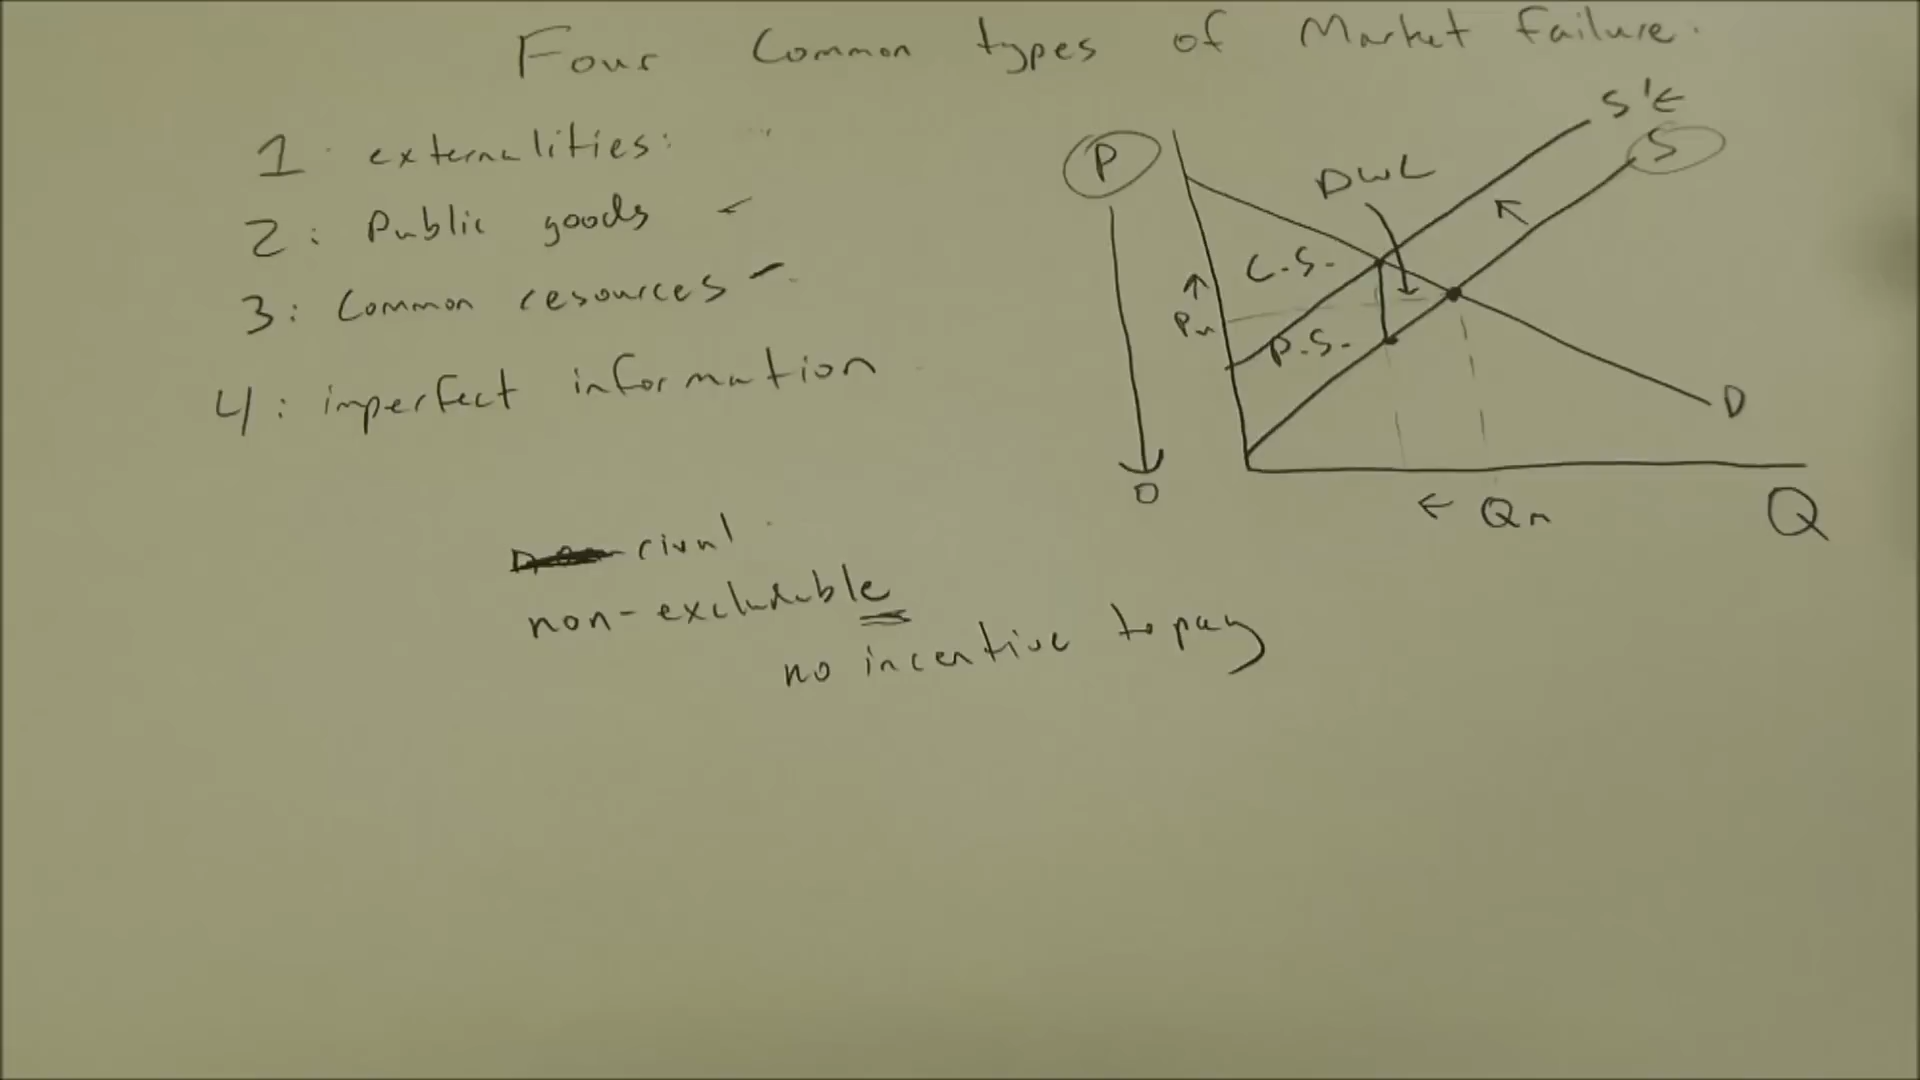 Four Common types of Market Failure.
1 externalities:
2: Public goods
3: Common resources
4: imperfect information
rival
non-excludable
no incentive to pay
P
0
S'
S
DWL
C.S.
Pm
P.S.
D
Qm
Q